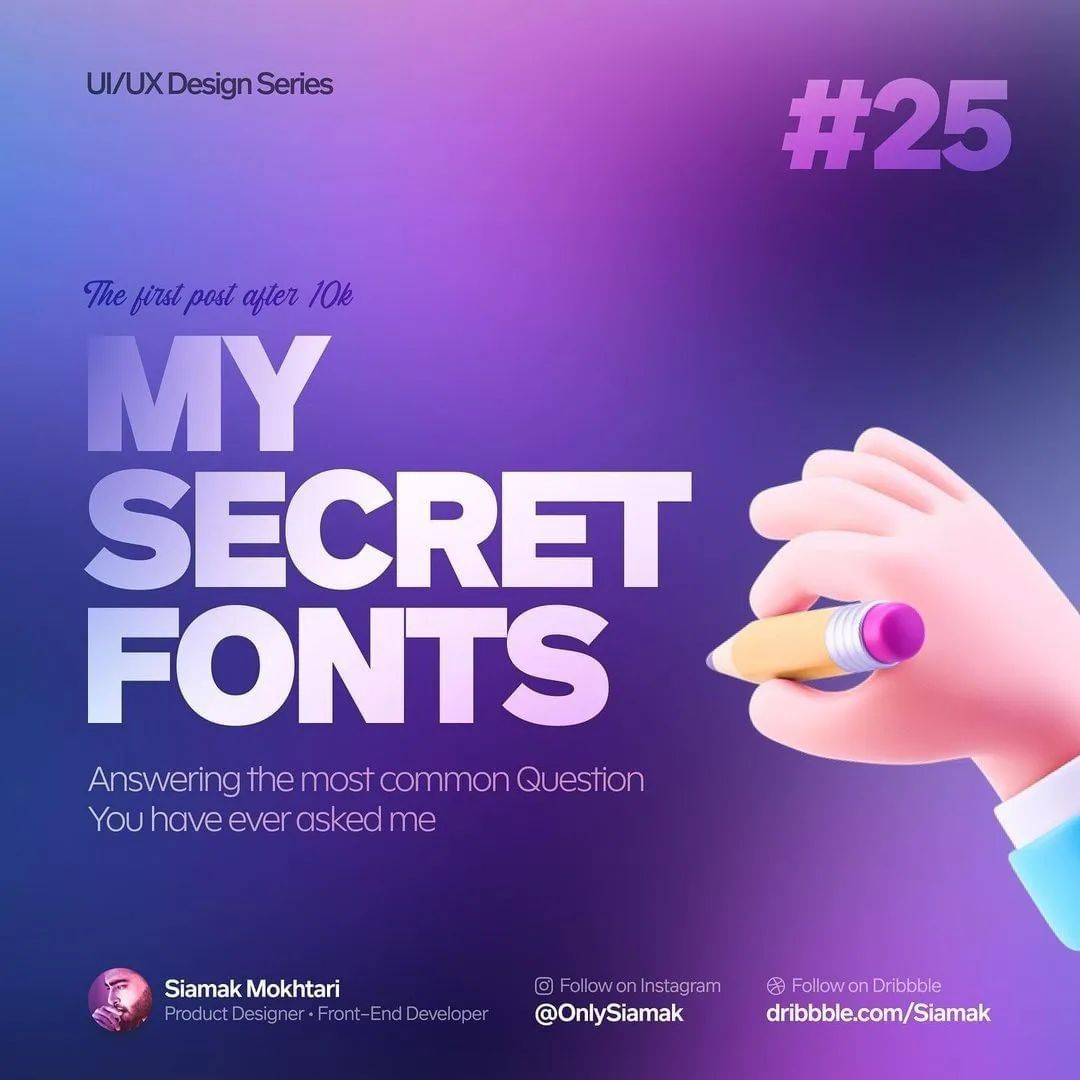 UI/UX Design Series
#25
The first post after 10k
MY
SECRET
FONTS
Answering the most common Question
You have ever asked me
Siamak Mokhtari
Product Designer • Front-End Developer
Follow on Instagram
@OnlySiamak
Follow on Dribbble
dribbble.com/Siamak